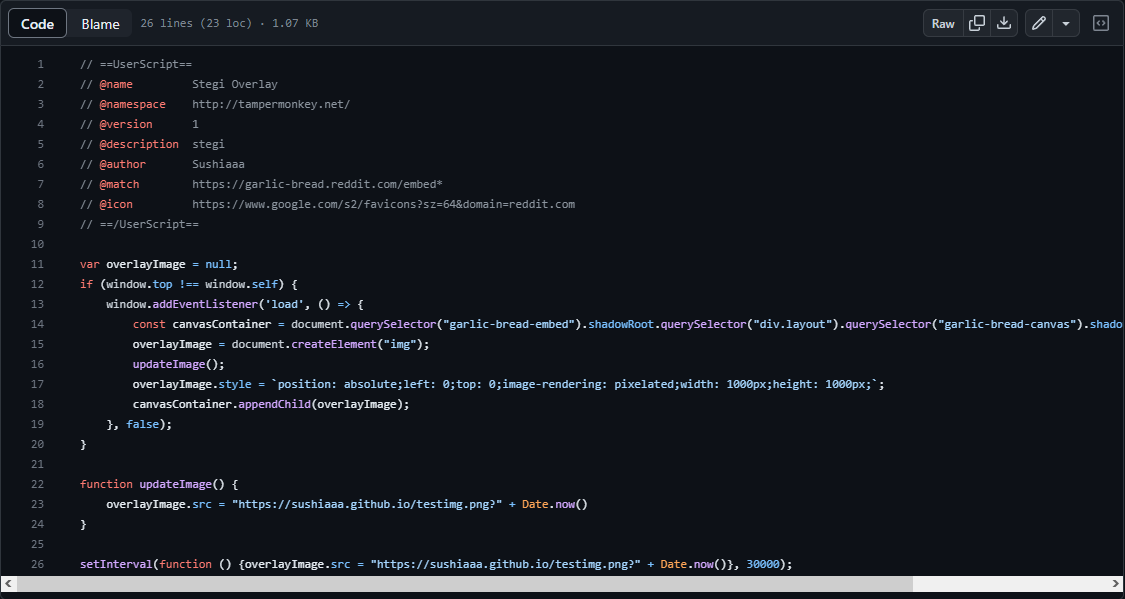 Code Blame 26 lines (23 loc) · 1.07 KB Raw
1 // ==UserScript==
2 // @name Stegi Overlay
3 // @namespace http://tampermonkey.net/
4 // @version 1
5 // @description stegi
6 // @author Sushiaaa
7 // @match https://garlic-bread.reddit.com/embed*
8 // @icon https://www.google.com/s2/favicons?sz=64&domain=reddit.com
9 // ==/UserScript==
10
11 var overlayImage = null;
12 if (window.top !== window.self) {
13 window.addEventListener('load', () => {
14 const canvasContainer = document.querySelector("garlic-bread-embed").shadowRoot.querySelector("div.layout").querySelector("garlic-bread-canvas").shado
15 overlayImage = document.createElement("img");
16 updateImage();
17 overlayImage.style = `position: absolute;left: 0;top: 0;image-rendering: pixelated;width: 1000px;height: 1000px;`;
18 canvasContainer.appendChild(overlayImage);
19 }, false);
20 }
21
22 function updateImage() {
23 overlayImage.src = "https://sushiaaa.github.io/testimg.png?" + Date.now()
24 }
25
26 setInterval(function () {overlayImage.src = "https://sushiaaa.github.io/testimg.png?" + Date.now()}, 30000);